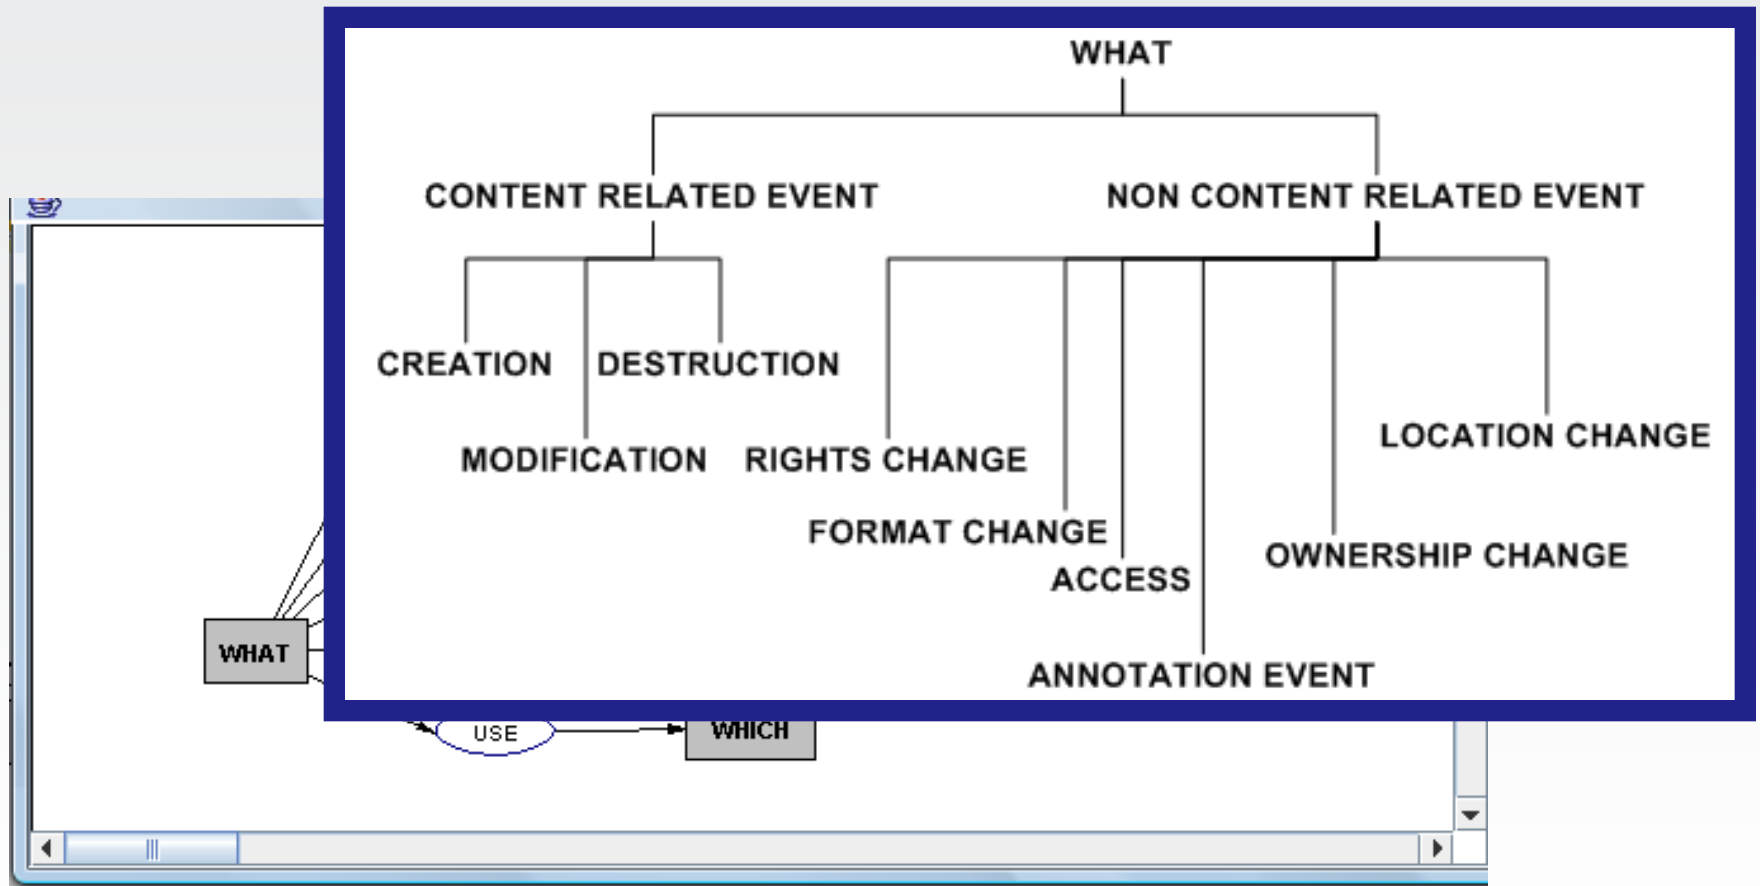 WHAT
CONTENT RELATED EVENT
NON CONTENT RELATED EVENT
CREATION
DESTRUCTION
MODIFICATION
RIGHTS CHANGE
LOCATION CHANGE
FORMAT CHANGE
ACCESS
OWNERSHIP CHANGE
ANNOTATION EVENT
WHAT
USE
WHICH